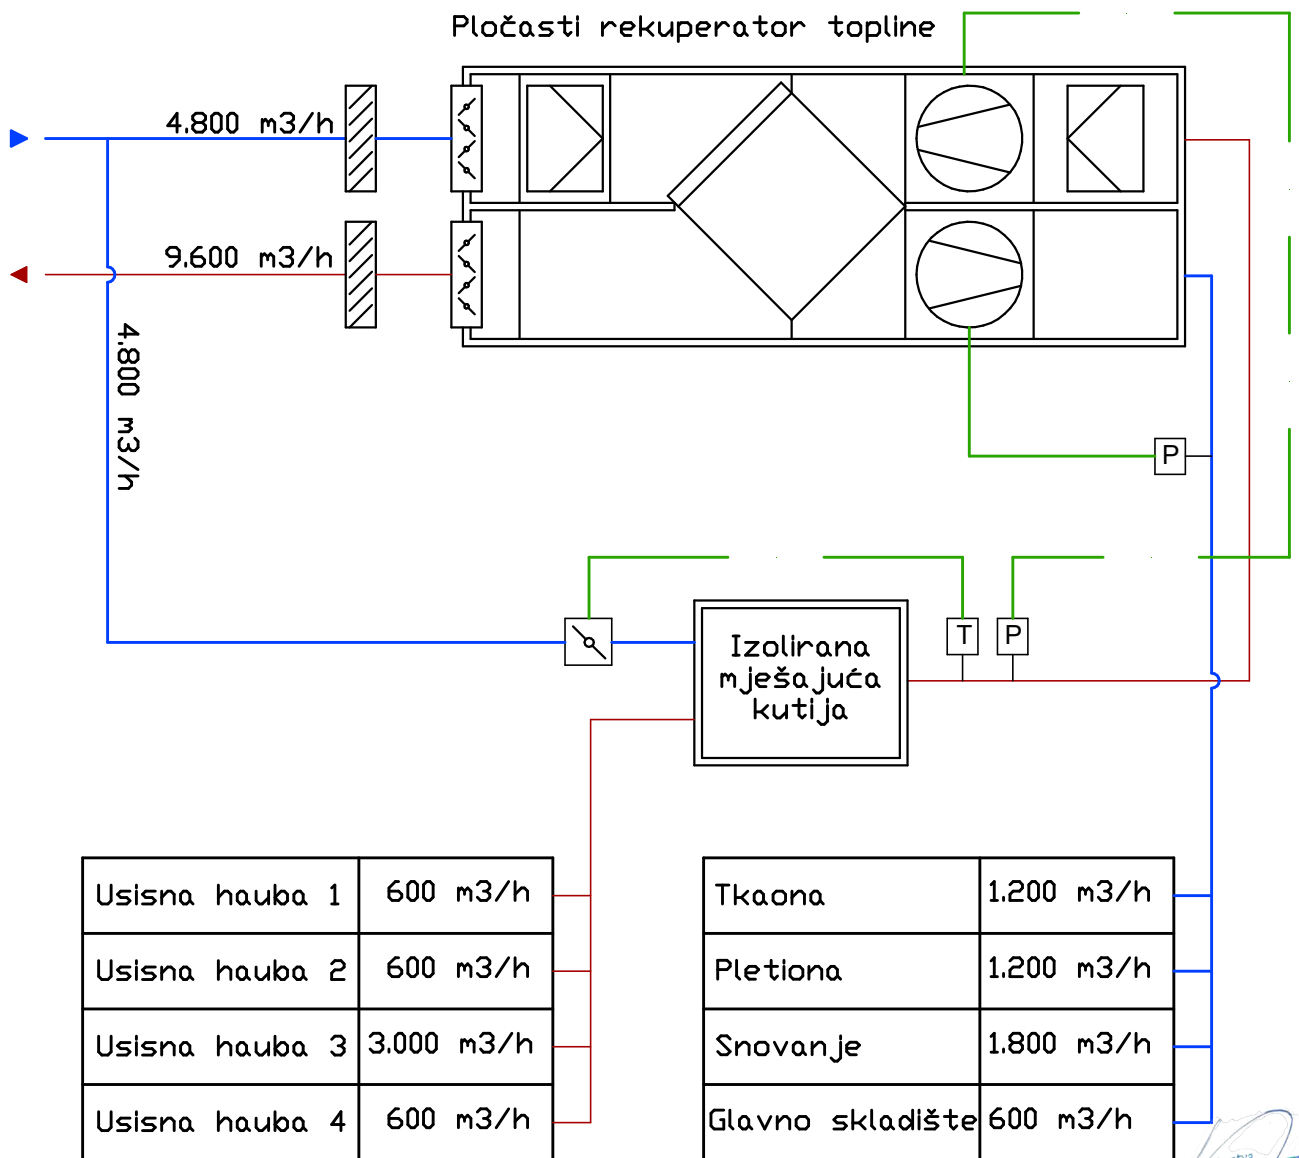 Pločasti rekuperator topline
4.800 m3/h
9.600 m3/h
4.800 m3/h
P
T
P
Izolirana
mješajuća
kutija
Usisna hauba 1 600 m3/h
Usisna hauba 2 600 m3/h
Usisna hauba 3 3.000 m3/h
Usisna hauba 4 600 m3/h
Tkaona 1.200 m3/h
Pletiona 1.200 m3/h
Snovanje 1.800 m3/h
Glavno skladište 600 m3/h